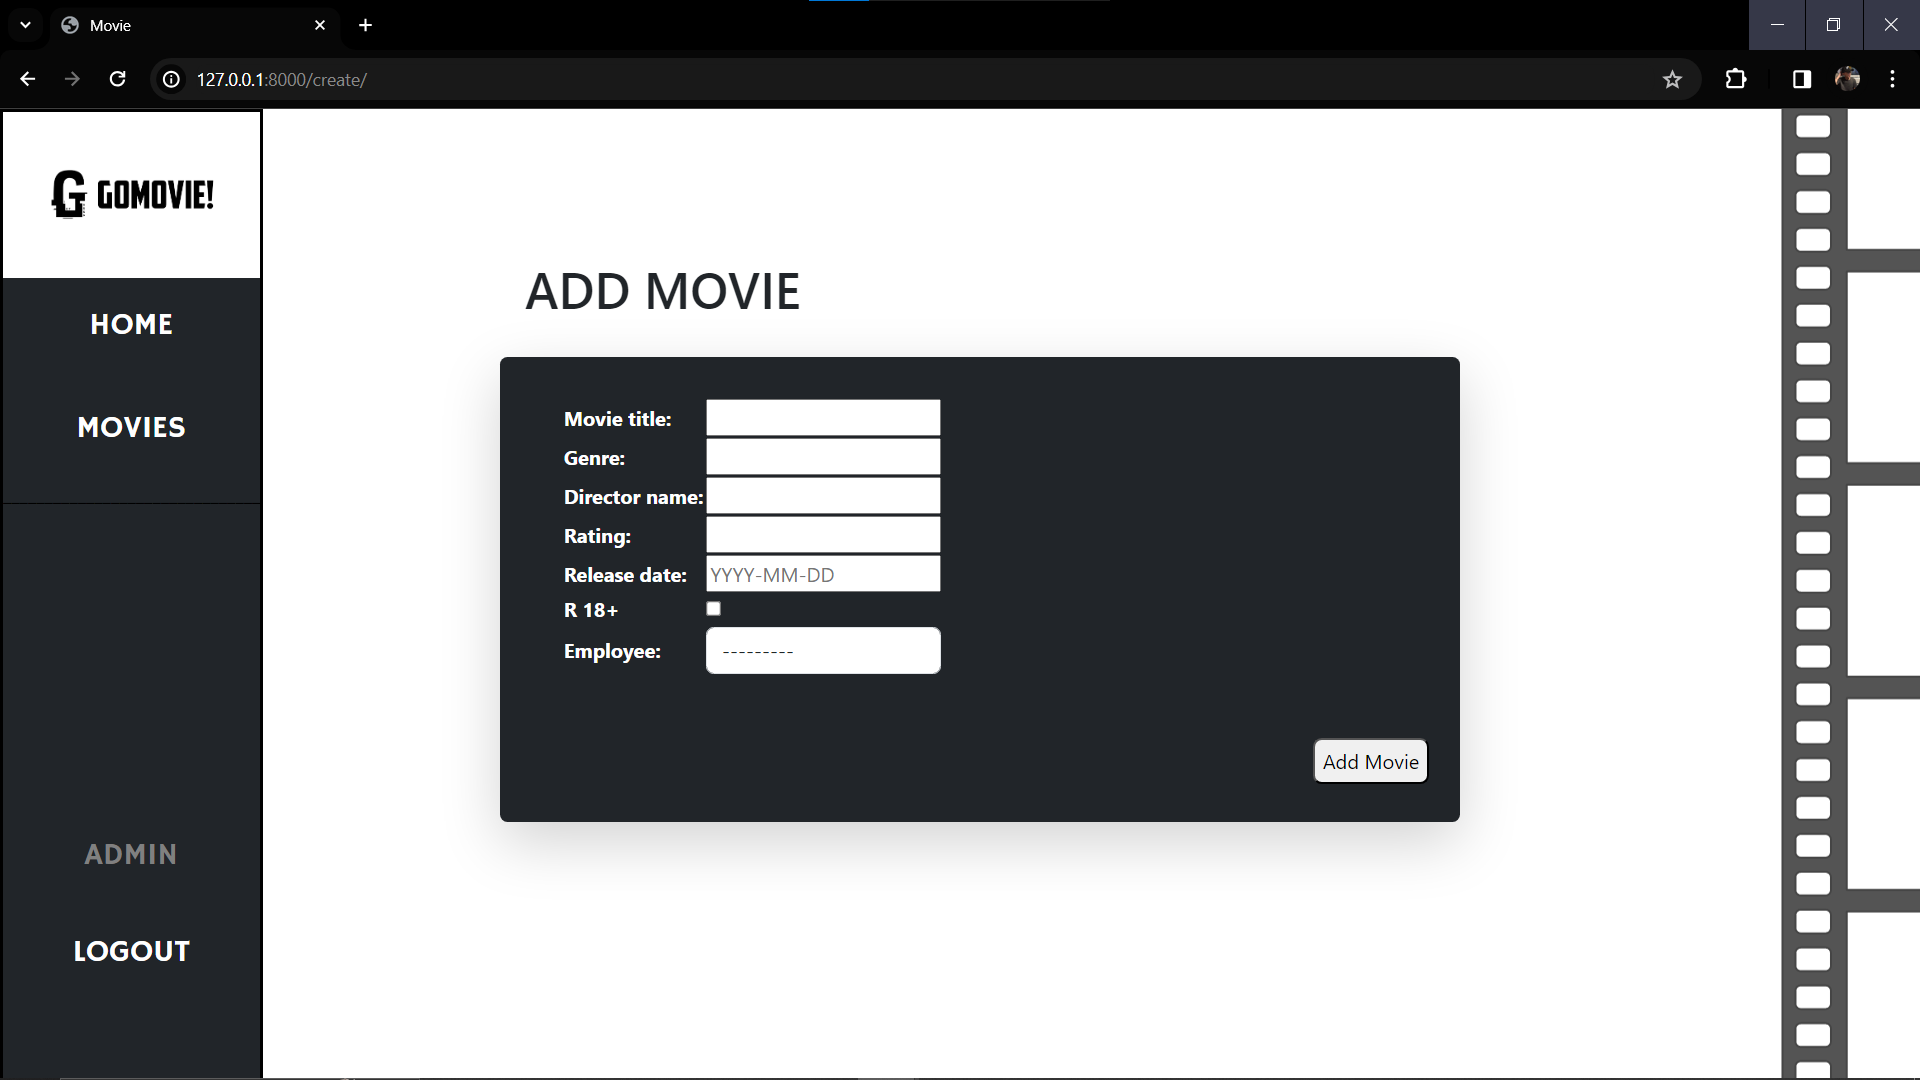 Movie
127.0.0.1:8000/create/
G GOMOVIE!
HOME
MOVIES
ADMIN
LOGOUT
ADD MOVIE
Movie title:
Genre:
Director name:
Rating:
Release date: YYYY-MM-DD
R 18+
Employee: ---------
Add Movie